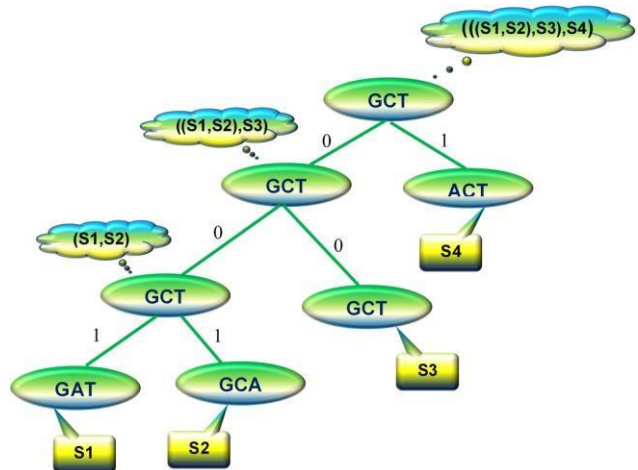 (((S1,S2),S3),S4)
GCT
((S1,S2),S3)
0
1
GCT
ACT
S4
(S1,S2)
0
0
GCT
GCT
1
1
S3
GAT
GCA
S1
S2